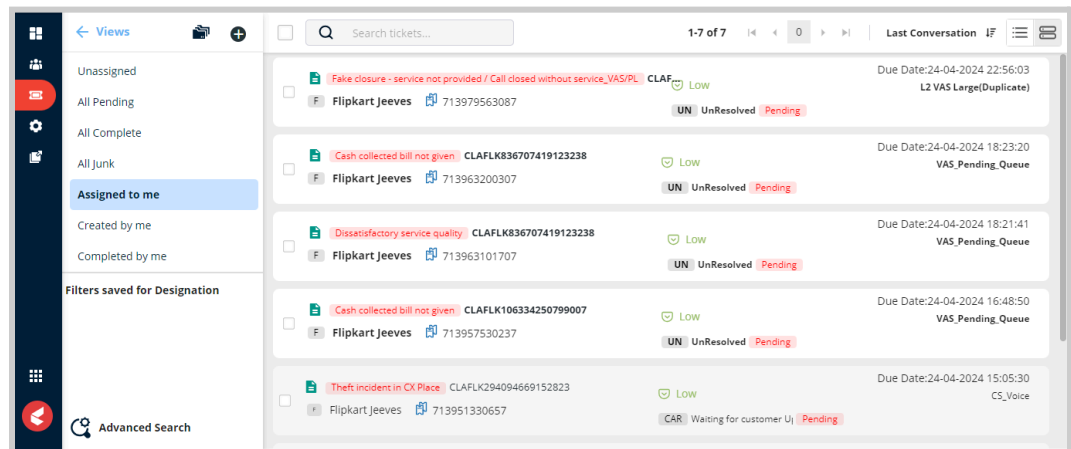 Views
Search tickets...
1-7 of 7
0
Last Conversation
Unassigned
All Pending
All Complete
All Junk
Assigned to me
Created by me
Completed by me
Filters saved for Designation
Advanced Search
Fake closure - service not provided / Call closed without service_VAS/PL CLAF...
Low
Due Date:24-04-2024 22:56:03
L2 VAS Large(Duplicate)
F Flipkart Jeeves 713979563087
UN UnResolved Pending
Cash collected bill not given CLAFLK836707419123238
Low
Due Date:24-04-2024 18:23:20
VAS_Pending_Queue
F Flipkart Jeeves 713963200307
UN UnResolved Pending
Dissatisfactory service quality CLAFLK836707419123238
Low
Due Date:24-04-2024 18:21:41
VAS_Pending_Queue
F Flipkart Jeeves 713963101707
UN UnResolved Pending
Cash collected bill not given CLAFLK106334250799007
Low
Due Date:24-04-2024 16:48:50
VAS_Pending_Queue
F Flipkart Jeeves 713957530237
UN UnResolved Pending
Theft incident in CX Place CLAFLK294094669152823
Low
Due Date:24-04-2024 15:05:30
CS_Voice
F Flipkart Jeeves 713951330657
CAR Waiting for customer U Pending